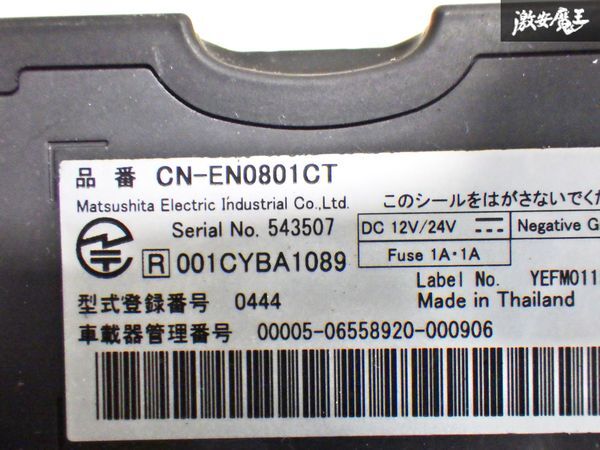 激安魔王
品番 CN-EN0801CT
Matsushita Electric Industrial Co.,Ltd.
このシールをはがさないでくだ
Serial No. 543507
DC 12V/24V
Negative G
Fuse 1A・1A
R 001CYBA1089
Label No. YEFM011
型式登録番号 0444
Made in Thailand
車載器管理番号 00005-06558920-000906